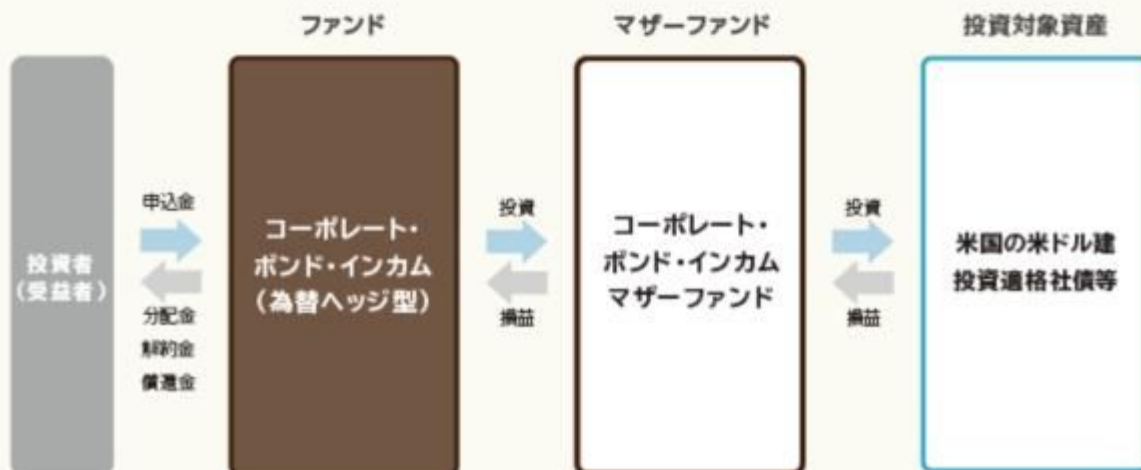 ファンド
マザーファンド
投資対象資産
投資者
(受益者)
申込金
分配金
解約金
償還金
コーポレート・
ボンド・インカム
(為替ヘッジ型)
投資
損益
コーポレート・
ボンド・インカム
マザーファンド
投資
損益
米国の米ドル建
投資適格社債等